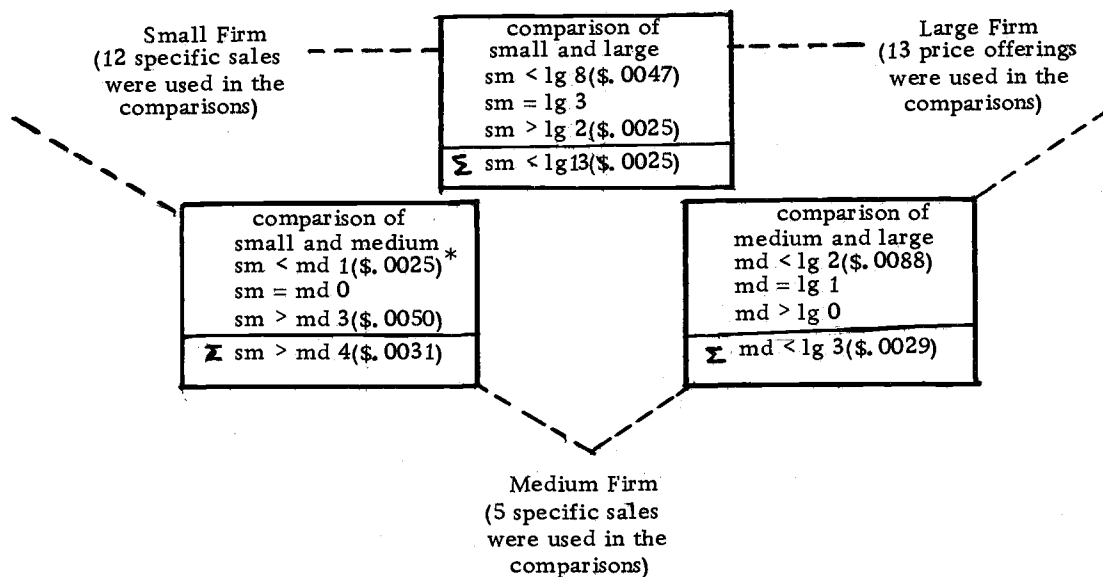 Small Firm
(12 specific sales
were used in the
comparisons)
comparison of
small and large
sm < lg 8($.0047)
sm = lg 3
sm > lg 2($.0025)
Σ sm < lg13($.0025)
Large Firm
(13 price offerings
were used in the
comparisons)
comparison of
small and medium
sm < md 1($.0025)*
sm = md 0
sm > md 3($.0050)
Σ sm > md 4($.0031)
comparison of
medium and large
md < lg 2($.0088)
md = lg 1
md > lg 0
Σ md < lg 3($.0029)
Medium Firm
(5 specific sales
were used in the
comparisons)